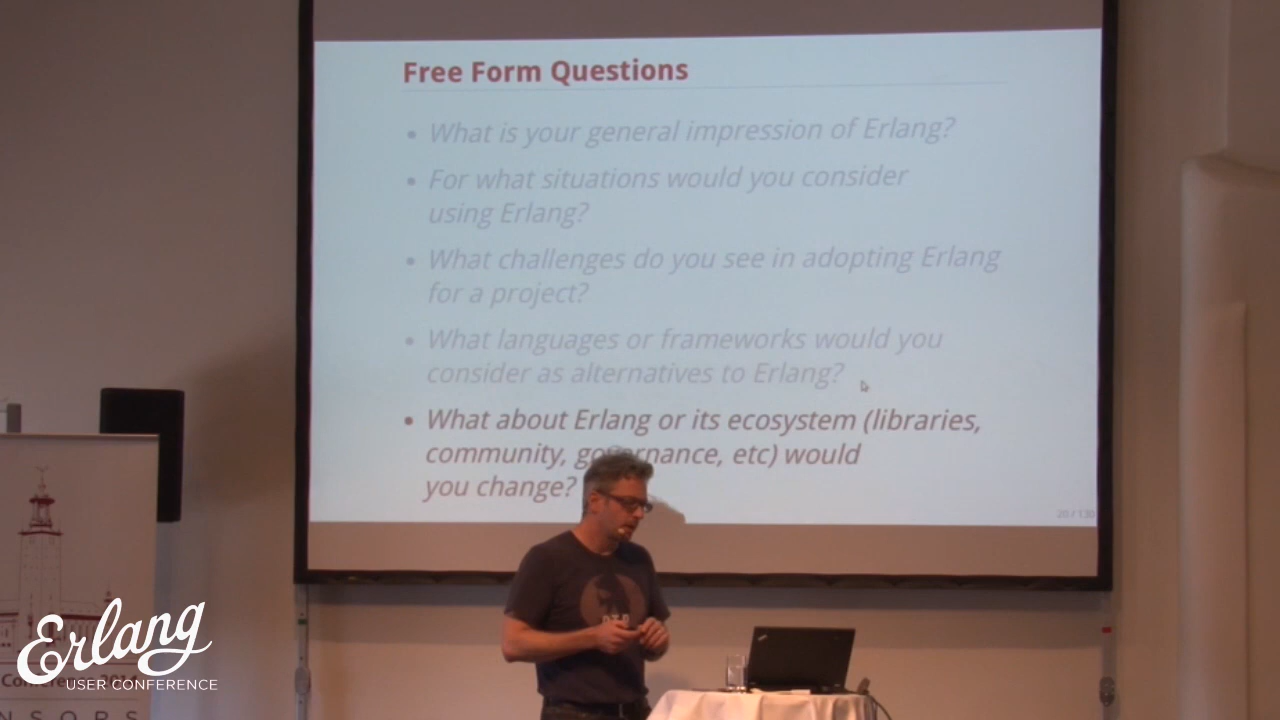 Free Form Questions
• What is your general impression of Erlang?
• For what situations would you consider
using Erlang?
• What challenges do you see in adopting Erlang
for a project?
• What languages or frameworks would you
consider as alternatives to Erlang?
• What about Erlang or its ecosystem (libraries,
community, governance, etc) would
you change?
20 / 130
Erlang
USER CONFERENCE